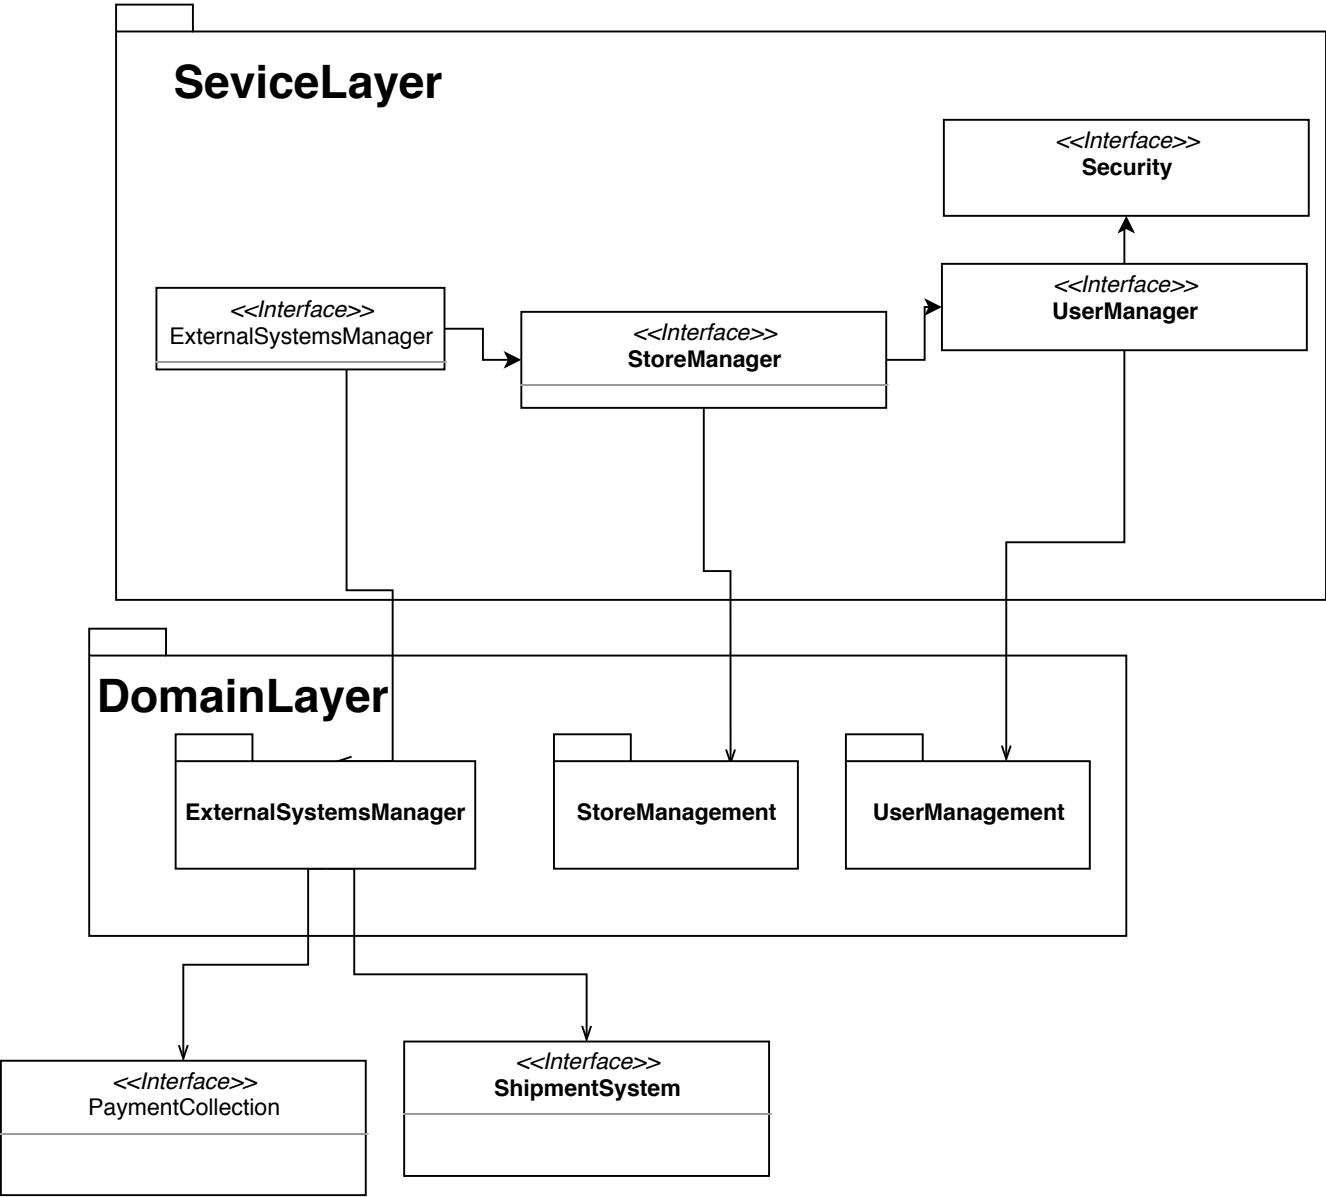 SeviceLayer
<<Interface>>
Security
<<Interface>>
UserManager
<<Interface>>
ExternalSystemsManager
<<Interface>>
StoreManager
DomainLayer
ExternalSystemsManager
StoreManagement
UserManagement
<<Interface>>
PaymentCollection
<<Interface>>
ShipmentSystem